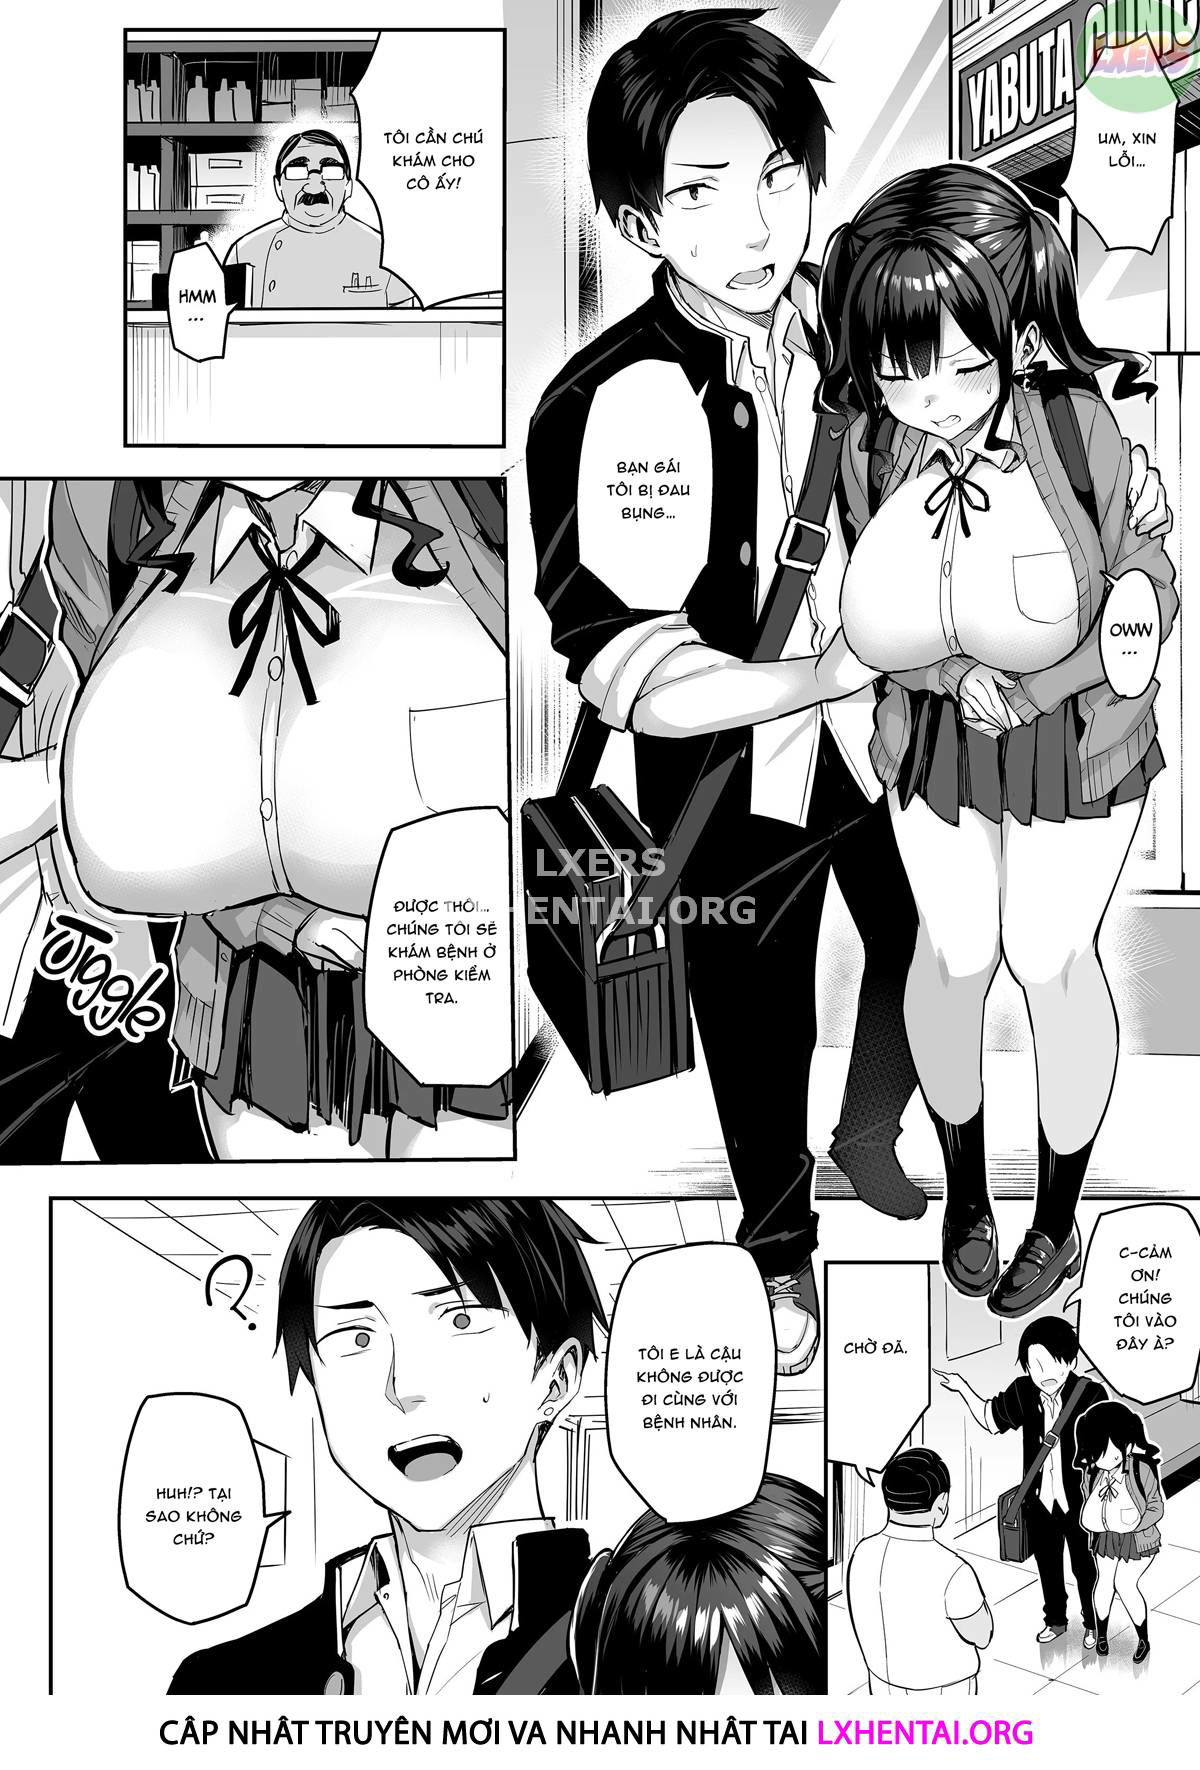 YABUTA
CLINIC
LXERS
UM, XIN
LỖI...
BẠN GÁI
TÔI BỊ ĐAU
BỤNG...
OWW
...
TÔI CẦN CHÚ
KHÁM CHO
CÔ ẤY!
HMM
...
Jiggle
ĐƯỢC THÔI...
CHÚNG TÔI SẼ
KHÁM BỆNH Ở
PHÒNG KIỂM
TRA.
LXERS
HENTAI.ORG
C-CẢM
ƠN!
CHÚNG
TÔI VÀO
ĐÂY À?
CHỜ ĐÃ.
TÔI E LÀ CẬU
KHÔNG ĐƯỢC
ĐI CÙNG VỚI
BỆNH NHÂN.
?
HUH!? TẠI
SAO KHÔNG
CHỨ?
CẬP NHẬT TRUYỆN MỚI VÀ NHANH NHẤT TẠI LXHENTAI.ORG